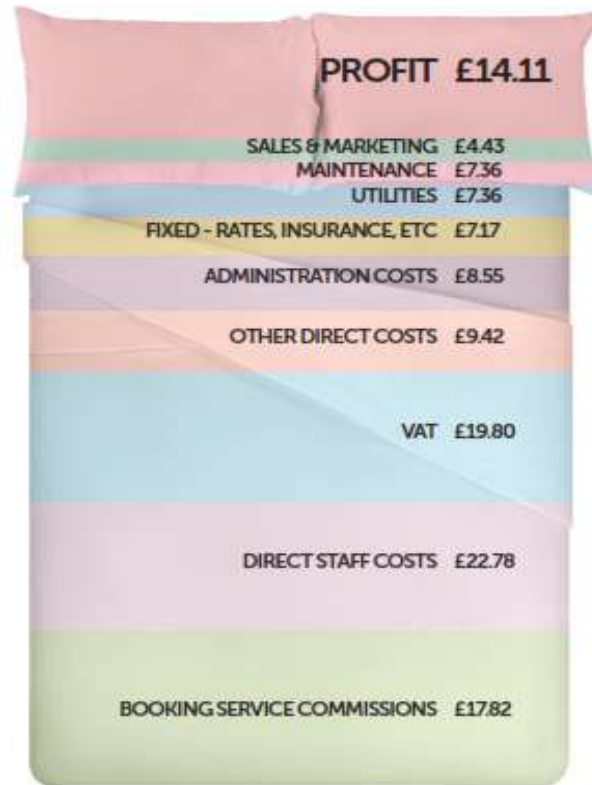 PROFIT £14.11
SALES & MARKETING £4.43
MAINTENANCE £7.36
UTILITIES £7.36
FIXED - RATES, INSURANCE, ETC £7.17
ADMINISTRATION COSTS £8.55
OTHER DIRECT COSTS £9.42
VAT £19.80
DIRECT STAFF COSTS £22.78
BOOKING SERVICE COMMISSIONS £17.82